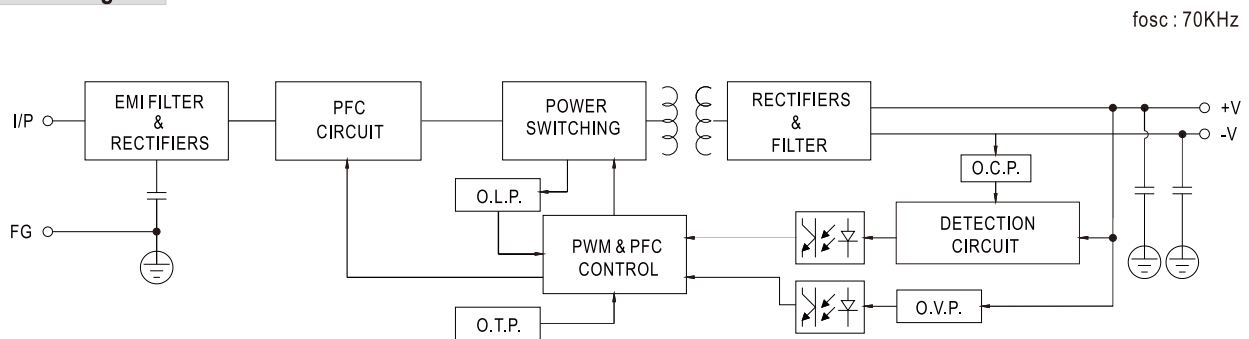 fosc : 70KHz
I/P
EMI FILTER
&
RECTIFIERS
PFC
CIRCUIT
POWER
SWITCHING
RECTIFIERS
&
FILTER
+V
-V
O.C.P.
O.L.P.
FG
PWM & PFC
CONTROL
DETECTION
CIRCUIT
O.T.P.
O.V.P.